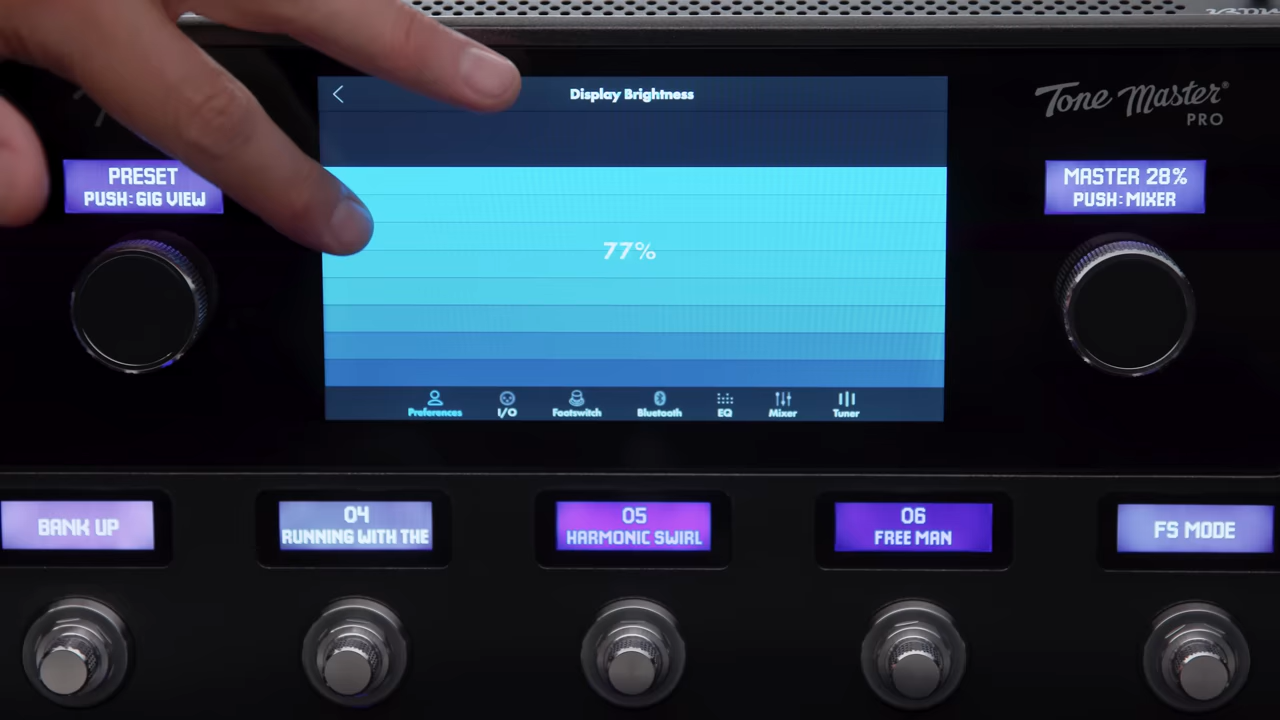 Display Brightness
Tone Master®
PRO
PRESET
PUSH:GIG VIEW
MASTER 28%
PUSH:MIXER
77%
Preferences
I/O
Footswitch
Bluetooth
EQ
Mixer
Tuner
BANK UP
04
RUNNING WITH THE
05
HARMONIC SWIRL
06
FREE MAN
FS MODE